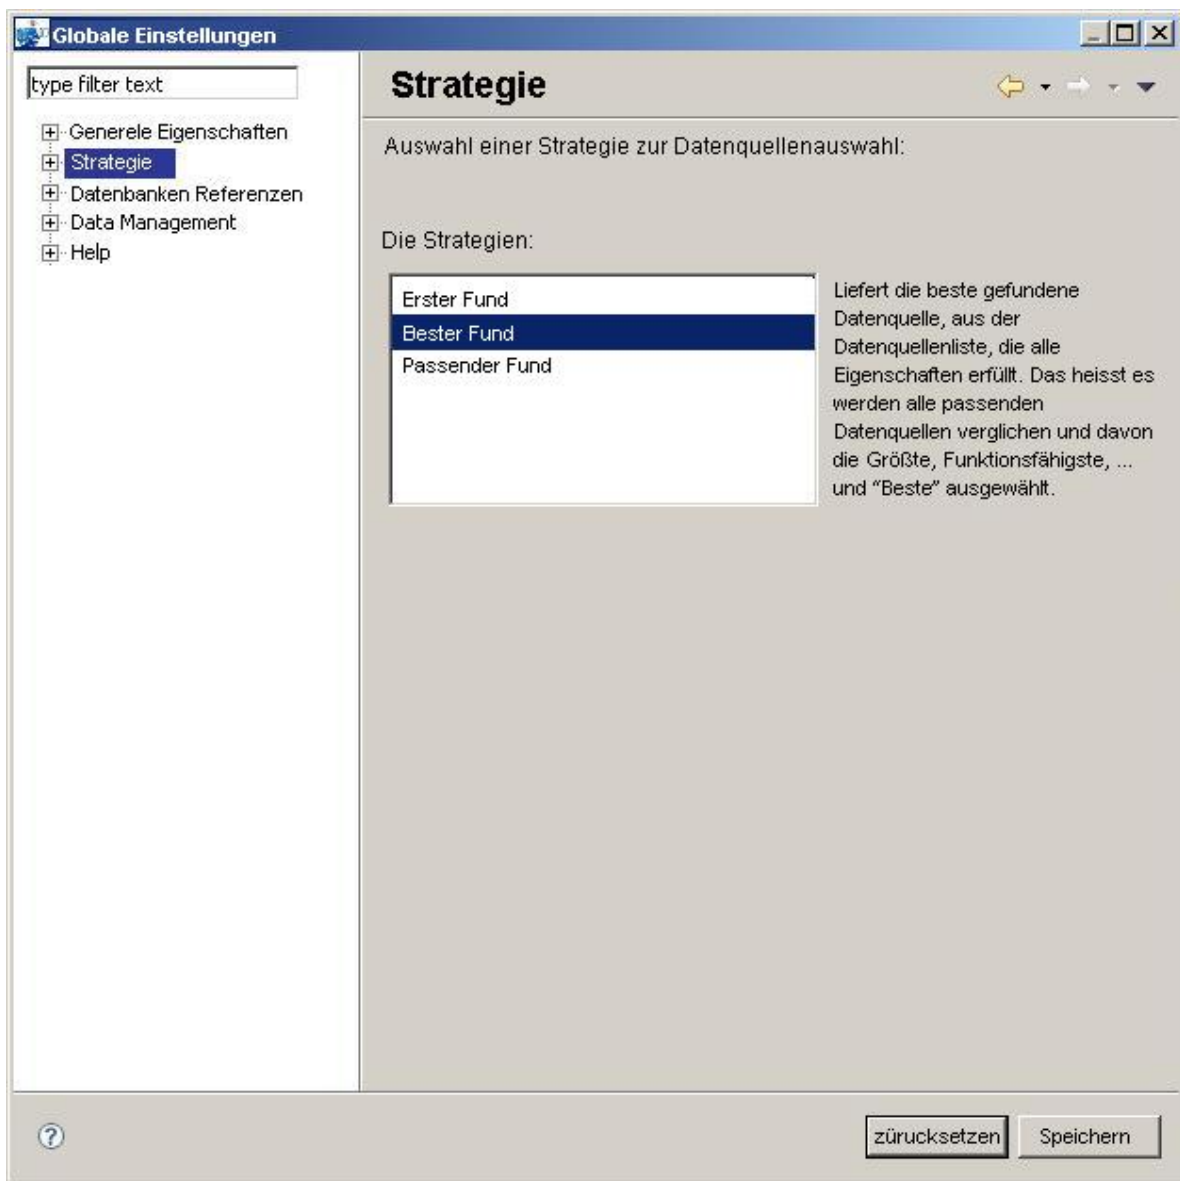 Globale Einstellungen
type filter text
Generele Eigenschaften
Strategie
Datenbanken Referenzen
Data Management
Help
Strategie
Auswahl einer Strategie zur Datenquellenauswahl:
Die Strategien:
Erster Fund
Bester Fund
Passender Fund
Liefert die beste gefundene
Datenquelle, aus der
Datenquellenliste, die alle
Eigenschaften erfüllt. Das heisst es
werden alle passenden
Datenquellen verglichen und davon
die Größte, Funktionsfähigste, ...
und “Beste” ausgewählt.
zürucksetzen
Speichern